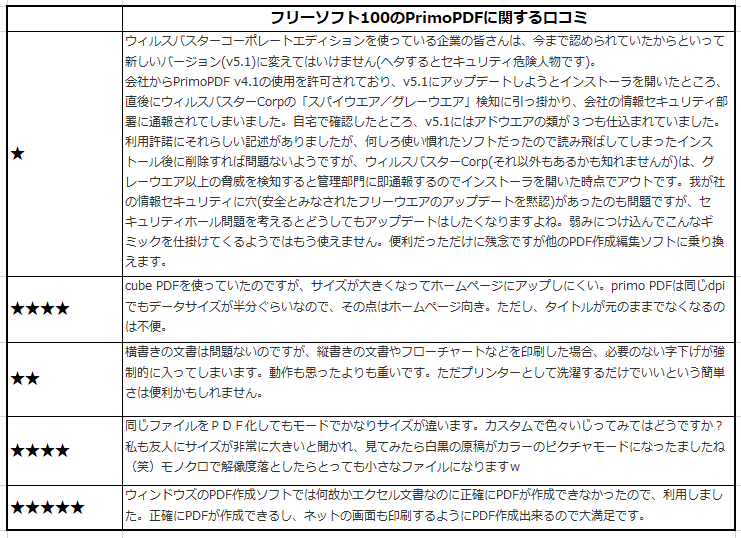 フリーソフト100のPrimoPDFに関する口コミ
★
ウィルスバスターコーポレートエディションを使っている企業の皆さんは、今まで認められていたからといって
新しいバージョン(v5.1)に変えてはいけません(ヘタするとセキュリティ危険人物です)。
会社からPrimoPDF v4.1の使用を許可されており、v5.1にアップデートしようとインストーラを開いたところ、
直後にウィルスバスターCorpの「スパイウエア／グレーウエア」検知に引っ掛かり、会社の情報セキュリティ部
署に通報されてしまいました。自宅で確認したところ、v5.1にはアドウエアの類が３つも仕込まれていました。
利用許諾にそれらしい記述がありましたが、何しろ使い慣れたソフトだったので読み飛ばしてしまったインス
トール後に削除すれば問題ないようですが、ウィルスバスターCorp(それ以外もあるかも知れませんが)は、グ
レーウエア以上の脅威を検知すると管理部門に即通報するのでインストーラを開いた時点でアウトです。我が社
の情報セキュリティに穴(安全とみなされたフリーウエアのアップデートを黙認)があったのも問題ですが、セ
キュリティホール問題を考えるとどうしてもアップデートはしたくなりますよね。弱みにつけ込んでこんなギ
ミックを仕掛けてくるようではもう使えません。便利だっただけに残念ですが他のPDF作成編集ソフトに乗り換
えます。
★★★★
cube PDFを使っていたのですが、サイズが大きくなってホームページにアップしにくい。primo PDFは同じdpi
でもデータサイズが半分ぐらいなので、その点はホームページ向き。ただし、タイトルが元のままでなくなるの
は不便。
★★
横書きの文書は問題ないのですが、縦書きの文書やフローチャートなどを印刷した場合、必要のない字下げが強
制的に入ってしまいます。動作も思ったよりも重いです。ただプリンターとして洗濯するだけでいいという簡単
さは便利かもしれません。
★★★★
同じファイルをＰＤＦ化してもモードでかなりサイズが違います。カスタムで色々いじってみてはどうですか？
私も友人にサイズが非常に大きいと聞かれ、見てみたら白黒の原稿がカラーのピクチャモードになったましたね
（笑）モノクロで解像度落としたらとっても小さなファイルになりますｗ
★★★★★
ウィンドウズのPDF作成ソフトでは何故かエクセル文書なのに正確にPDFが作成できなかったので、利用しまし
た。正確にPDFが作成できるし、ネットの画面も印刷するようにPDF作成出来るので大満足です。